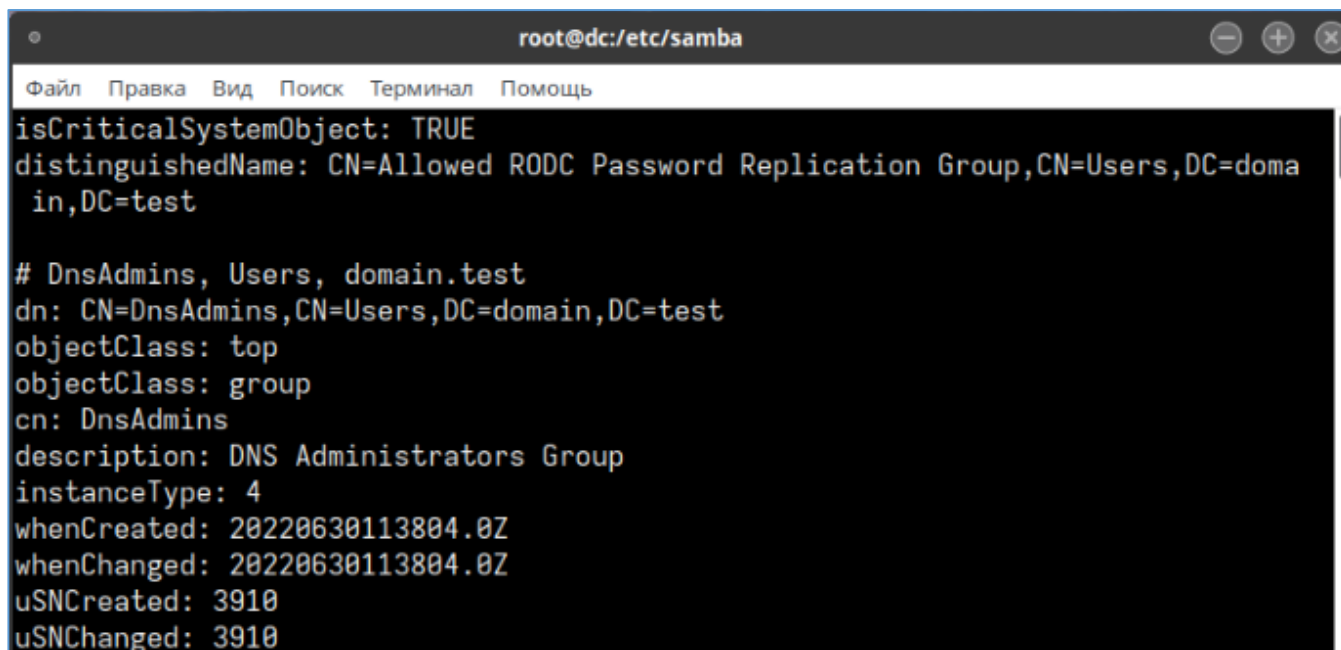 root@dc:/etc/samba
Файл Правка Вид Поиск Терминал Помощь
isCriticalSystemObject: TRUE
distinguishedName: CN=Allowed RODC Password Replication Group,CN=Users,DC=doma
 in,DC=test

# DnsAdmins, Users, domain.test
dn: CN=DnsAdmins,CN=Users,DC=domain,DC=test
objectClass: top
objectClass: group
cn: DnsAdmins
description: DNS Administrators Group
instanceType: 4
whenCreated: 20220630113804.0Z
whenChanged: 20220630113804.0Z
uSNCreated: 3910
uSNChanged: 3910